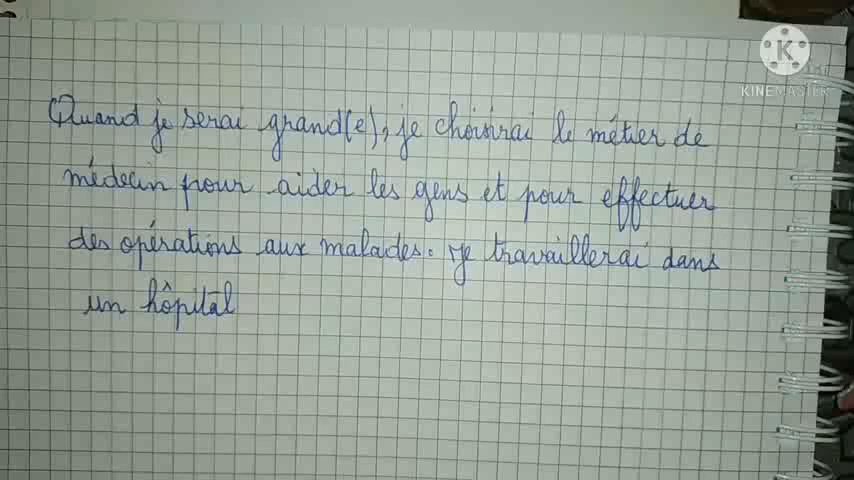 K
KINEMASTER
Quand je serai grand(e), je choisirai le métier de
médecin pour aider les gens et pour effectuer
des opérations aux malades. Je travaillerai dans
un hôpital